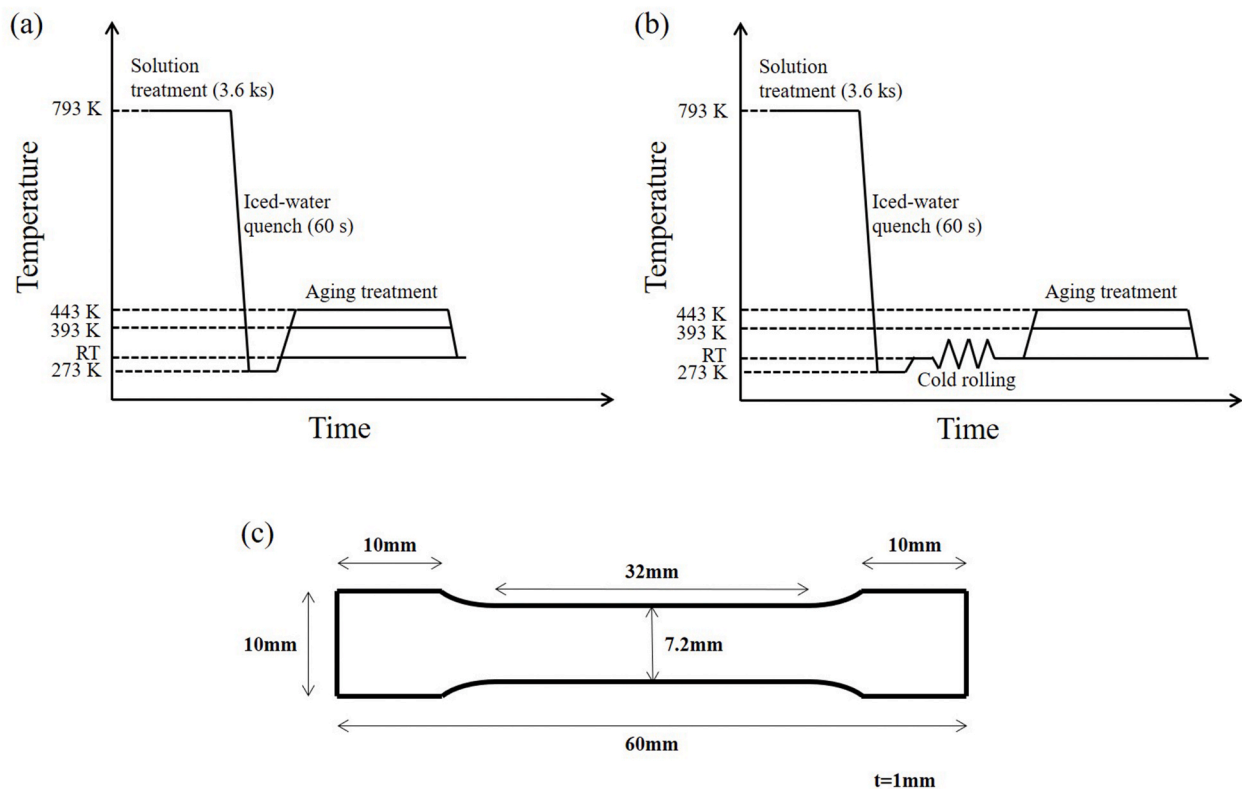 (a)
Temperature
Solution
treatment (3.6 ks)
793 K
Iced-water
quench (60 s)
Aging treatment
443 K
393 K
RT
273 K
Time
(b)
Temperature
Solution
treatment (3.6 ks)
793 K
Iced-water
quench (60 s)
Aging treatment
443 K
393 K
RT
273 K
Cold rolling
Time
(c)
10mm
10mm
32mm
10mm
7.2mm
60mm
t=1mm